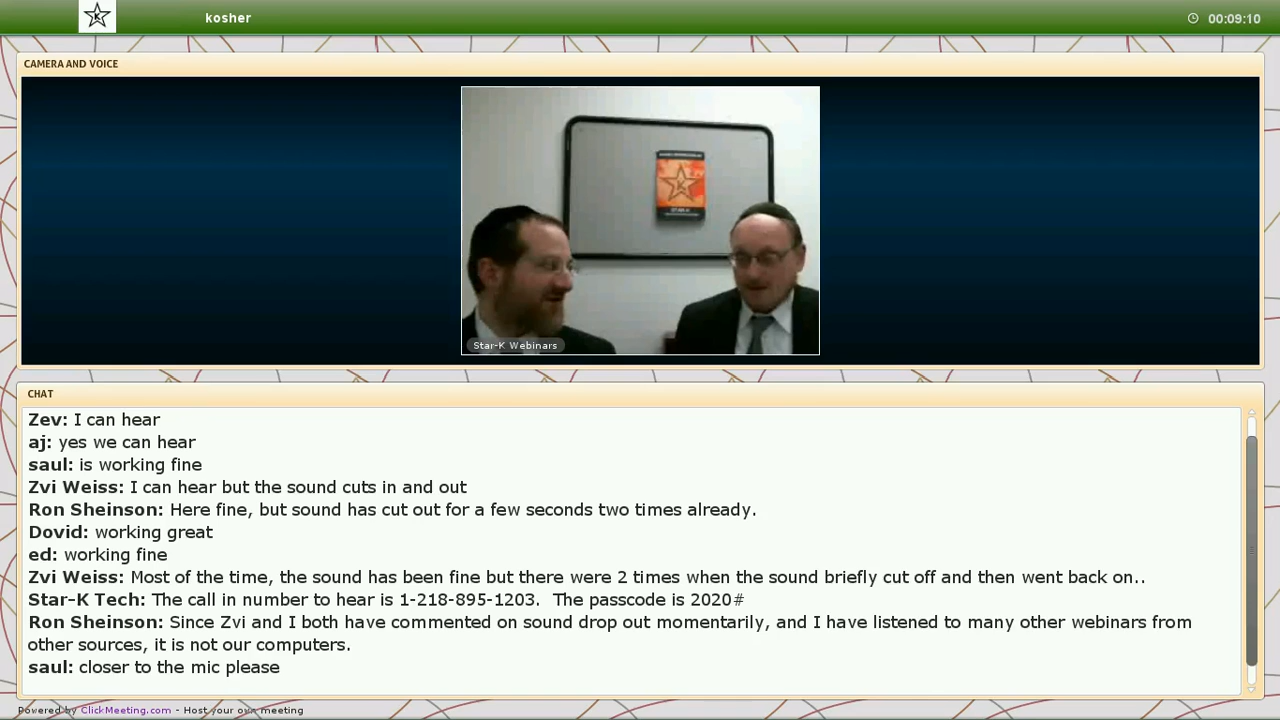 K
kosher
00:09:10
CAMERA AND VOICE
K
Star-K Webinars
CHAT
Zev: I can hear
aj: yes we can hear
saul: is working fine
Zvi Weiss: I can hear but the sound cuts in and out
Ron Sheinson: Here fine, but sound has cut out for a few seconds two times already.
Dovid: working great
ed: working fine
Zvi Weiss: Most of the time, the sound has been fine but there were 2 times when the sound briefly cut off and then went back on..
Star-K Tech: The call in number to hear is 1-218-895-1203. The passcode is 2020#
Ron Sheinson: Since Zvi and I both have commented on sound drop out momentarily, and I have listened to many other webinars from
other sources, it is not our computers.
saul: closer to the mic please
Powered by ClickMeeting.com - Host your own meeting